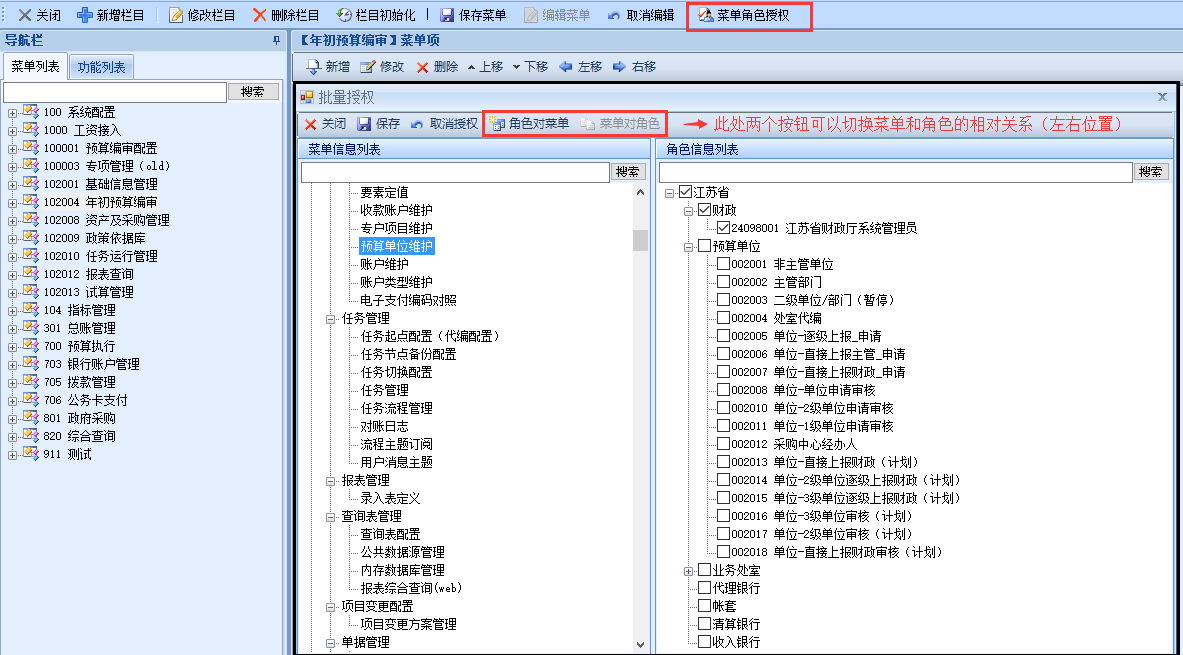 关闭 新增栏目 修改栏目 删除栏目 栏目初始化 保存菜单 编辑菜单 取消编辑 菜单角色授权
导航栏
菜单列表 功能列表
搜索
100 系统配置
1000 工资接入
100001 预算编审配置
100003 专项管理（old）
102001 基础信息管理
102004 年初预算编审
102008 资产及采购管理
102009 政策依据库
102010 任务运行管理
102012 报表查询
102013 试算管理
104 指标管理
301 总账管理
700 预算执行
703 银行账户管理
705 拨款管理
706 公务卡支付
801 政府采购
820 综合查询
911 测试
【年初预算编审】菜单项
新增 修改 删除 上移 下移 左移 右移
批量授权
关闭 保存 取消授权 角色对菜单 菜单对角色 此处两个按钮可以切换菜单和角色的相对关系（左右位置）
菜单信息列表
搜索
要素定值
收款账户维护
专户项目维护
预算单位维护
账户维护
账户类型维护
电子支付编码对照
任务管理
任务起点配置（代编配置）
任务节点备份配置
任务切换配置
任务管理
任务流程管理
对账日志
流程主题订阅
用户消息主题
报表管理
录入表定义
查询表管理
查询表配置
公共数据源管理
内存数据库管理
报表综合查询(web)
项目变更配置
项目变更方案管理
单据管理
角色信息列表
搜索
江苏省
财政
24098001 江苏省财政厅系统管理员
预算单位
002001 非主管单位
002002 主管部门
002003 二级单位/部门（暂停）
002004 处室代编
002005 单位-逐级上报_申请
002006 单位-直接上报主管_申请
002007 单位-直接上报财政_申请
002008 单位-单位申请审核
002010 单位-2级单位申请审核
002011 单位-1级单位申请审核
002012 采购中心经办人
002013 单位-直接上报财政（计划）
002014 单位-2级单位逐级上报财政（计划）
002015 单位-3级单位逐级上报财政（计划）
002016 单位-3级单位审核（计划）
002017 单位-2级单位审核（计划）
002018 单位-直接上报财政审核（计划）
业务处室
代理银行
帐套
清算银行
收入银行